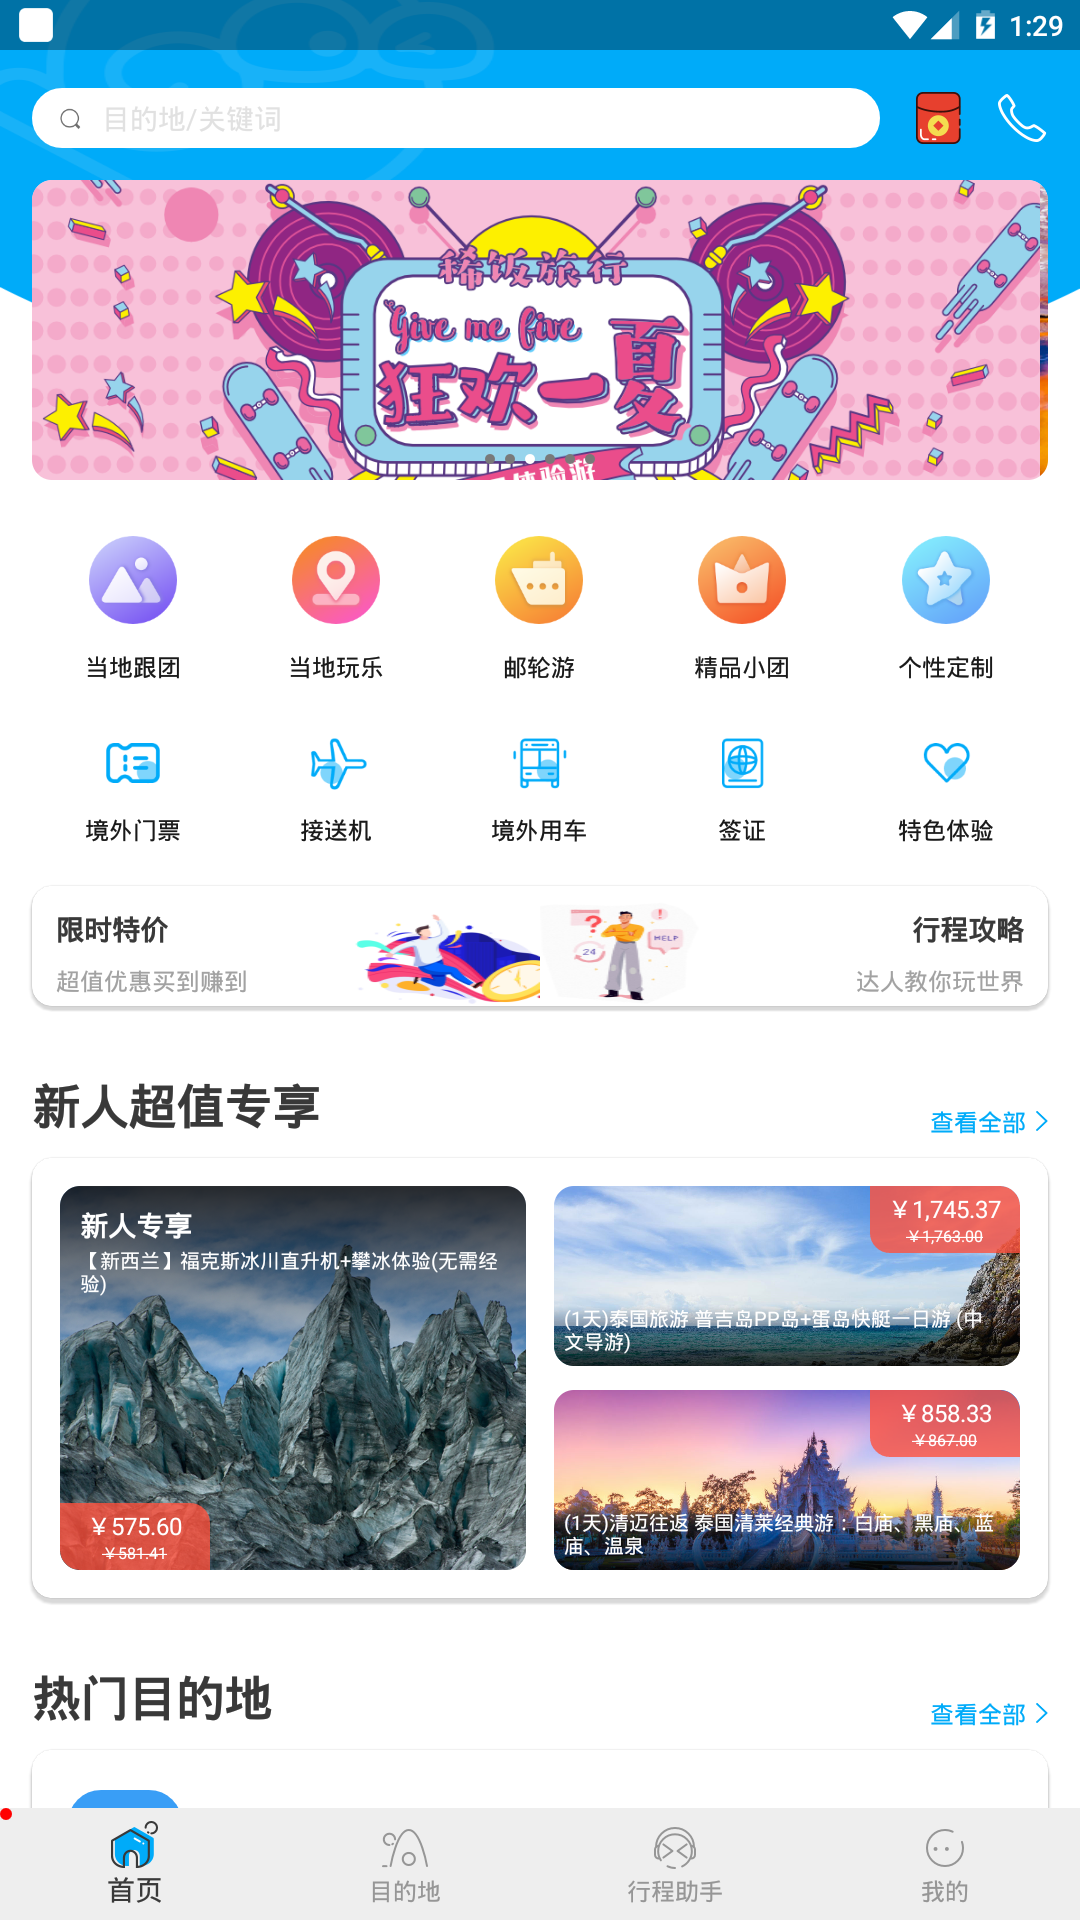 1:29
目的地/关键词
稀饭旅行
Give me five
狂欢一夏
体验游
当地跟团
当地玩乐
邮轮游
精品小团
个性定制
境外门票
接送机
境外用车
签证
特色体验
限时特价
超值优惠买到赚到
?
24
!
HELP
行程攻略
达人教你玩世界
新人超值专享
查看全部
新人专享
【新西兰】福克斯冰川直升机+攀冰体验(无需经
验)
￥575.60
￥581.41
￥1,745.37
￥1,763.00
(1天)泰国旅游 普吉岛PP岛+蛋岛快艇一日游 (中
文导游)
￥858.33
￥867.00
(1天)清迈往返 泰国清莱经典游：白庙、黑庙、蓝
庙、温泉
热门目的地
查看全部
首页
目的地
行程助手
我的